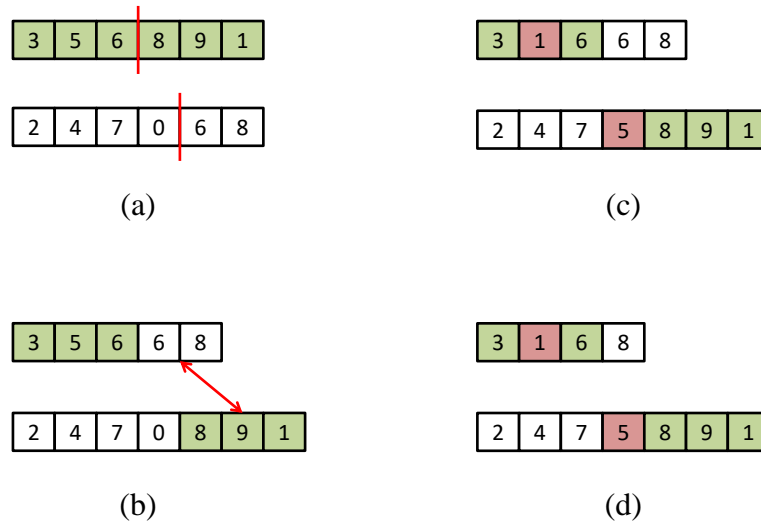 3 5 6 8 9 1
2 4 7 0 6 8
(a)
3 1 6 6 8
2 4 7 5 8 9 1
(c)
3 5 6 6 8
2 4 7 0 8 9 1
(b)
3 1 6 8
2 4 7 5 8 9 1
(d)